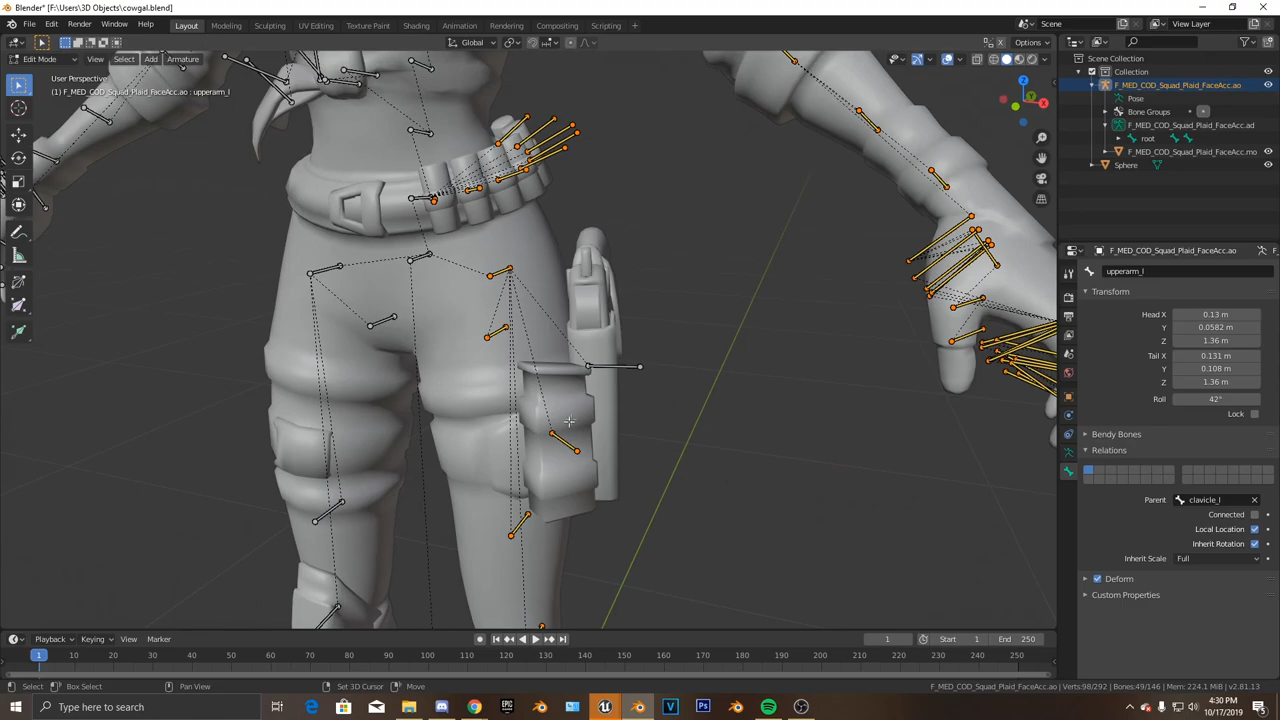 Blender* [F:\Users\3D Objects\cowgal.blend]
File Edit Render Window Help Layout Modeling Sculpting UV Editing Texture Paint Shading Animation Rendering Compositing Scripting + Scene View Layer
Global Options
Edit Mode View Select Add Armature
User Perspective
(1) F_MED_COD_Squad_Plaid_FaceAcc.ao : upperarm_l
Z
Y
X
Scene Collection
Collection
F_MED_COD_Squad_Plaid_FaceAcc.ao
Pose
Bone Groups
F_MED_COD_Squad_Plaid_FaceAcc.ad
root
F_MED_COD_Squad_Plaid_FaceAcc.mo
Sphere
F_MED_COD_Squad_Plaid_FaceAcc.ao
upperarm_l
Transform
Head X 0.13 m
Y 0.0582 m
Z 1.36 m
Tail X 0.131 m
Y 0.108 m
Z 1.36 m
Roll 42°
Lock
Bendy Bones
Relations
Parent clavicle_l
Connected
Local Location
Inherit Rotation
Inherit Scale Full
Deform
Custom Properties
Playback Keying View Marker 1 Start 1 End 250
1 10 20 30 40 50 60 70 80 90 100 110 120 130 140 150 160 170 180 190 200 210 220 230 240 250
Select Box Select Pan View Set 3D Cursor Move F_MED_COD_Squad_Plaid_FaceAcc.ao | Verts:98/292 | Bones:49/146 | Mem: 224.1 MiB | v2.81.13
Type here to search
4:30 PM
10/17/2019